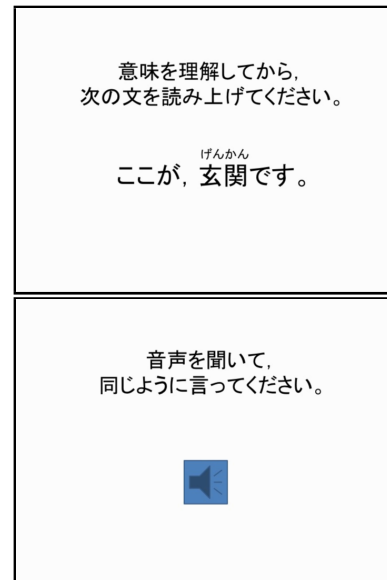 意味を理解してから,
次の文を読み上げてください。
げんかん
ここが, 玄関です。
音声を聞いて,
同じように言ってください。